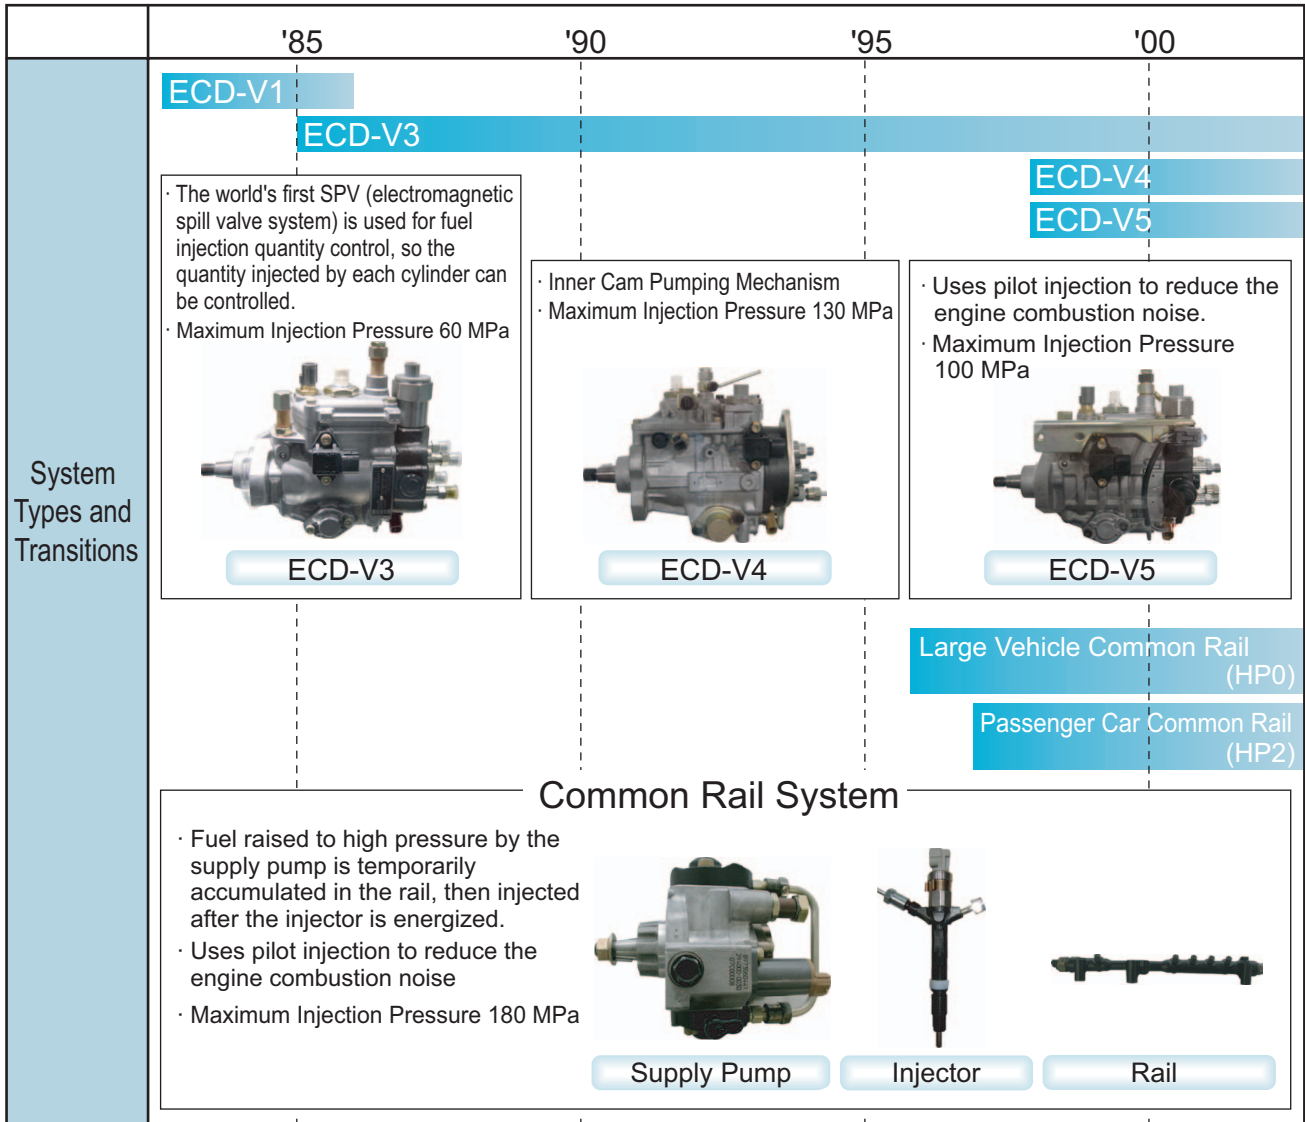 '85 '90 '95 '00
System
Types and
Transitions
ECD-V1
ECD-V3
ECD-V4
ECD-V5
· The world's first SPV (electromagnetic
spill valve system) is used for fuel
injection quantity control, so the
quantity injected by each cylinder can
be controlled.
· Maximum Injection Pressure 60 MPa
ECD-V3
· Inner Cam Pumping Mechanism
· Maximum Injection Pressure 130 MPa
ECD-V4
· Uses pilot injection to reduce the
engine combustion noise.
· Maximum Injection Pressure
100 MPa
ECD-V5
Large Vehicle Common Rail
(HP0)
Passenger Car Common Rail
(HP2)
Common Rail System
· Fuel raised to high pressure by the
supply pump is temporarily
accumulated in the rail, then injected
after the injector is energized.
· Uses pilot injection to reduce the
engine combustion noise
· Maximum Injection Pressure 180 MPa
Supply Pump
Injector
Rail